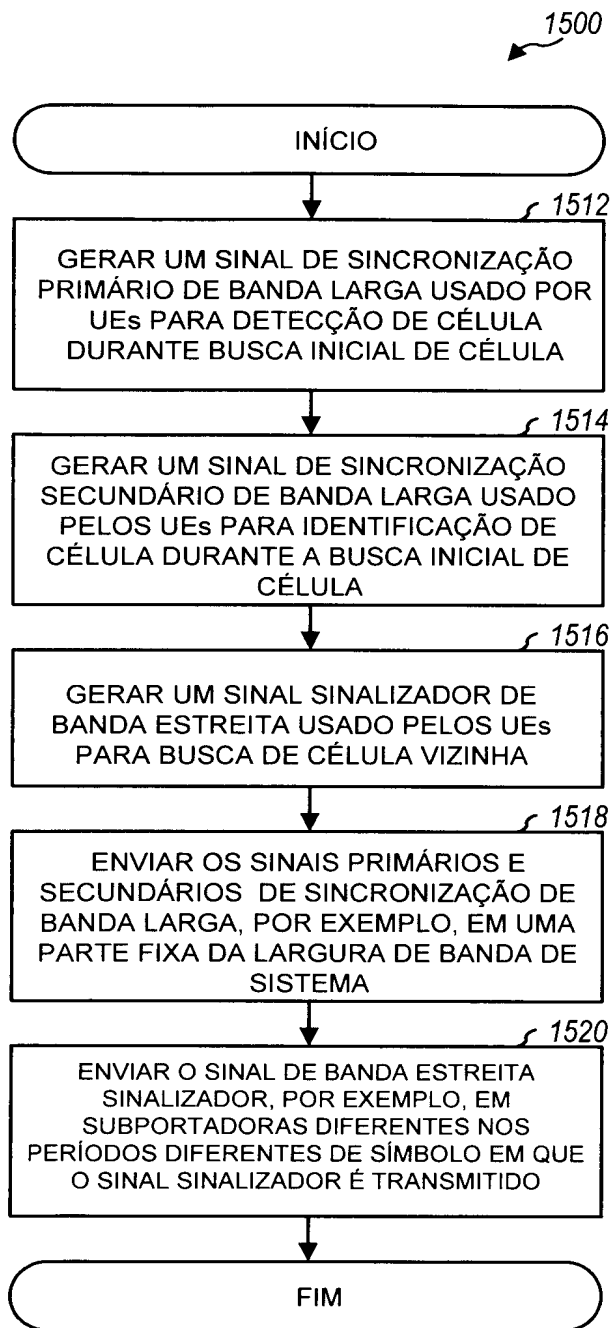 1500
INÍCIO
1512
GERAR UM SINAL DE SINCRONIZAÇÃO
PRIMÁRIO DE BANDA LARGA USADO POR
UEs PARA DETECÇÃO DE CÉLULA
DURANTE BUSCA INICIAL DE CÉLULA
1514
GERAR UM SINAL DE SINCRONIZAÇÃO
SECUNDÁRIO DE BANDA LARGA USADO
PELOS UEs PARA IDENTIFICAÇÃO DE
CÉLULA DURANTE A BUSCA INICIAL DE
CÉLULA
1516
GERAR UM SINAL SINALIZADOR DE
BANDA ESTREITA USADO PELOS UEs
PARA BUSCA DE CÉLULA VIZINHA
1518
ENVIAR OS SINAIS PRIMÁRIOS E
SECUNDÁRIOS DE SINCRONIZAÇÃO DE
BANDA LARGA, POR EXEMPLO, EM UMA
PARTE FIXA DA LARGURA DE BANDA DE
SISTEMA
1520
ENVIAR O SINAL DE BANDA ESTREITA
SINALIZADOR, POR EXEMPLO, EM
SUBPORTADORAS DIFERENTES NOS
PERÍODOS DIFERENTES DE SÍMBOLO EM QUE
O SINAL SINALIZADOR É TRANSMITIDO
FIM